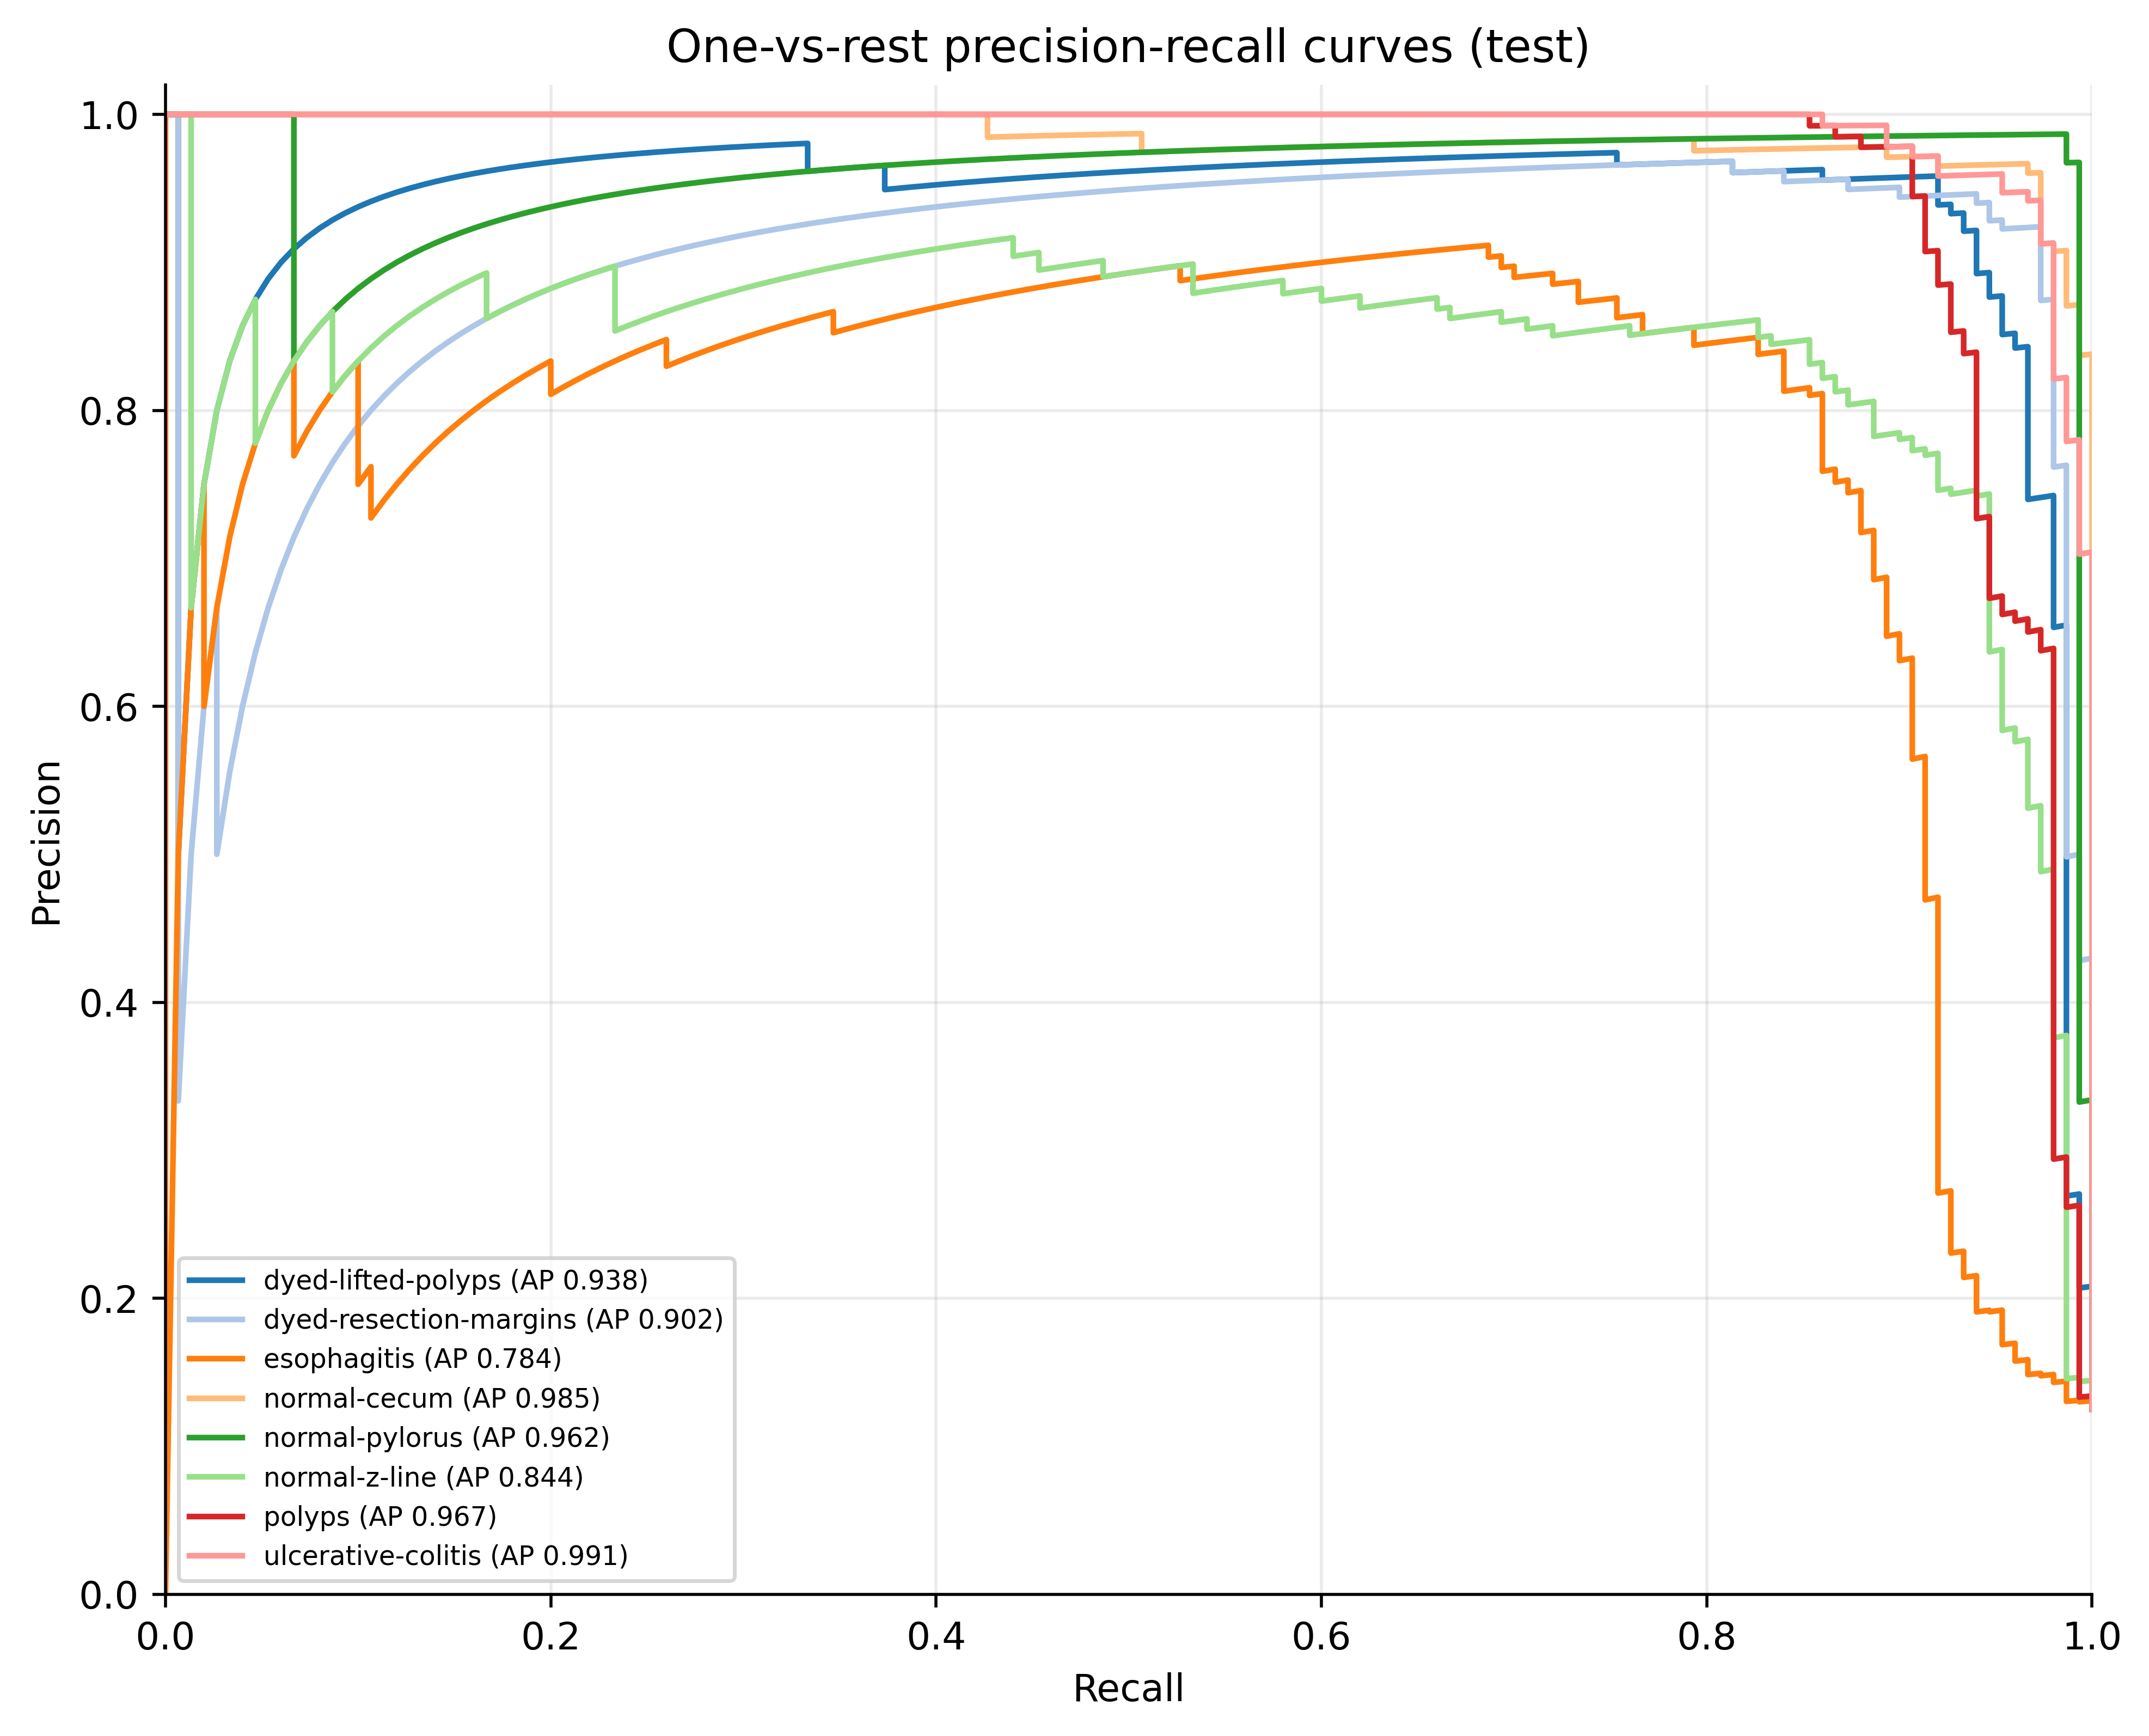 One-vs-rest precision-recall curves (test)
1.0
0.8
0.6
0.4
0.2
0.0
Precision
dyed-lifted-polyps (AP 0.938)
dyed-resection-margins (AP 0.902)
esophagitis (AP 0.784)
normal-cecum (AP 0.985)
normal-pylorus (AP 0.962)
normal-z-line (AP 0.844)
polyps (AP 0.967)
ulcerative-colitis (AP 0.991)
0.0 0.2 0.4 0.6 0.8 1.0
Recall